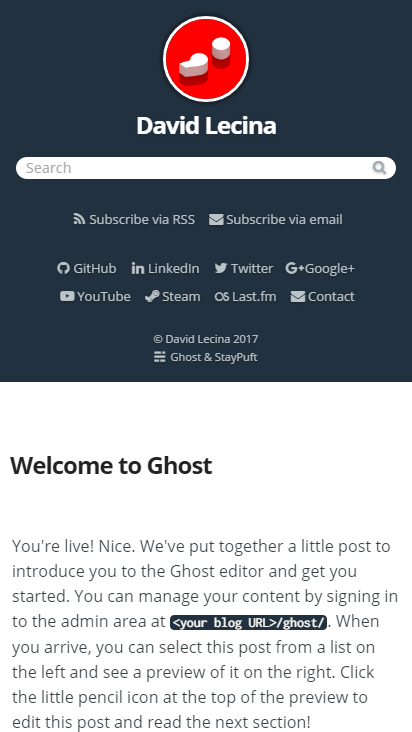 David Lecina
Search
Subscribe via RSS Subscribe via email
GitHub LinkedIn Twitter Google+
YouTube Steam Last.fm Contact
© David Lecina 2017
Ghost & StayPuft
Welcome to Ghost
You're live! Nice. We've put together a little post to
introduce you to the Ghost editor and get you
started. You can manage your content by signing in
to the admin area at <your blog URL>/ghost/. When
you arrive, you can select this post from a list on
the left and see a preview of it on the right. Click
the little pencil icon at the top of the preview to
edit this post and read the next section!